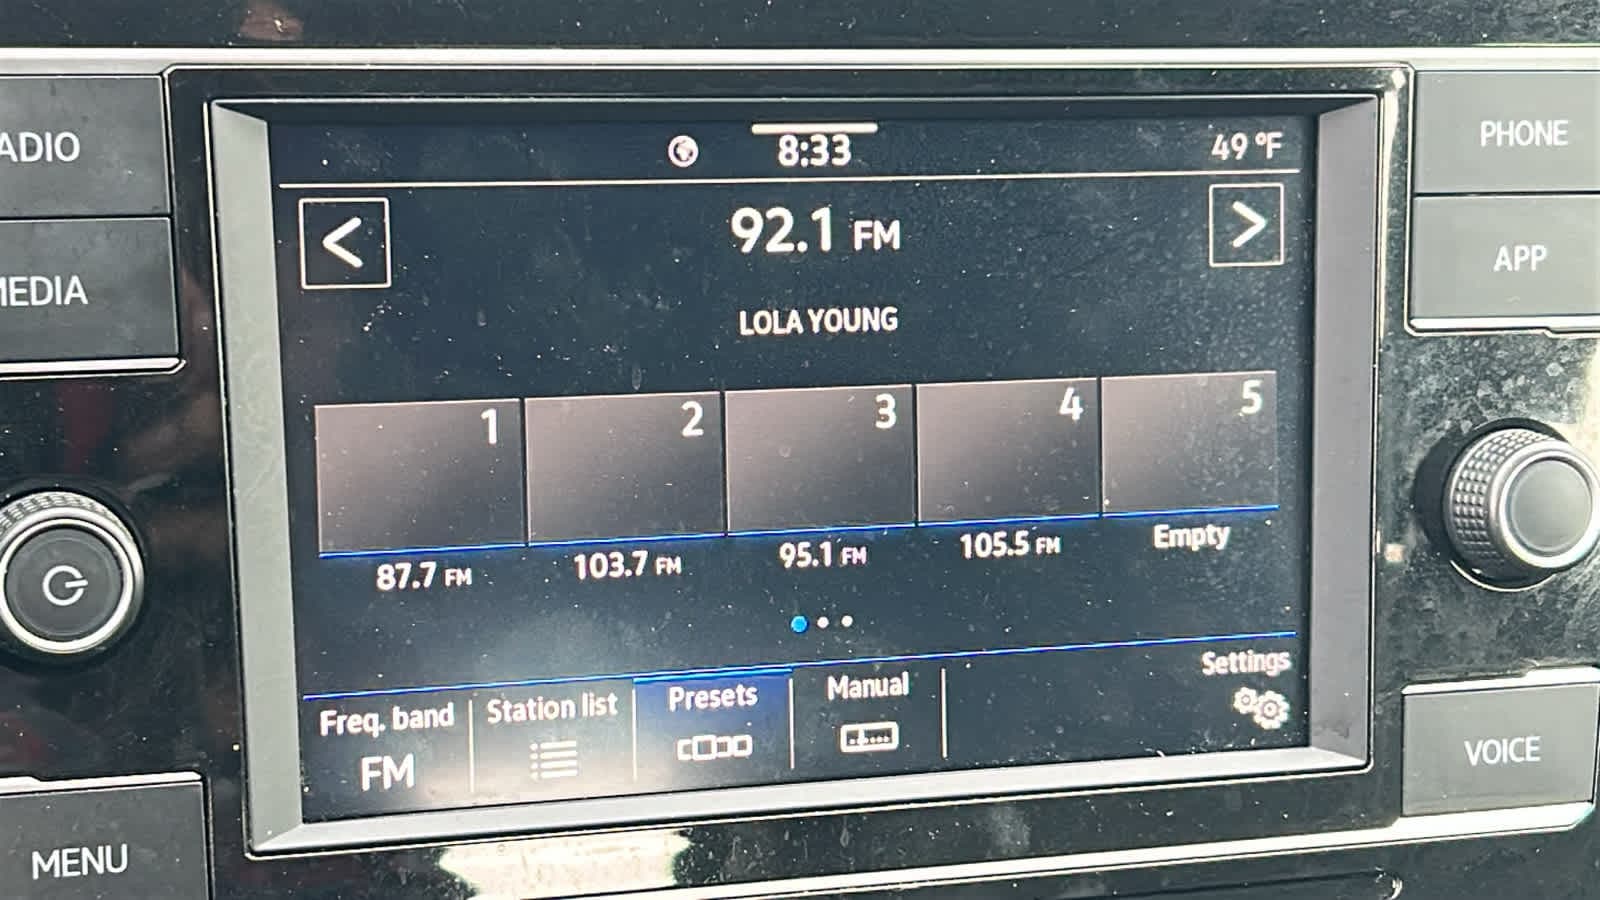 8:33
49 °F
92.1 FM
LOLA YOUNG
1 2 3 4 5
87.7 FM 103.7 FM 95.1 FM 105.5 FM Empty
Freq. band Station list Presets Manual Settings
FM
ADIO
MEDIA
MENU
PHONE
APP
VOICE